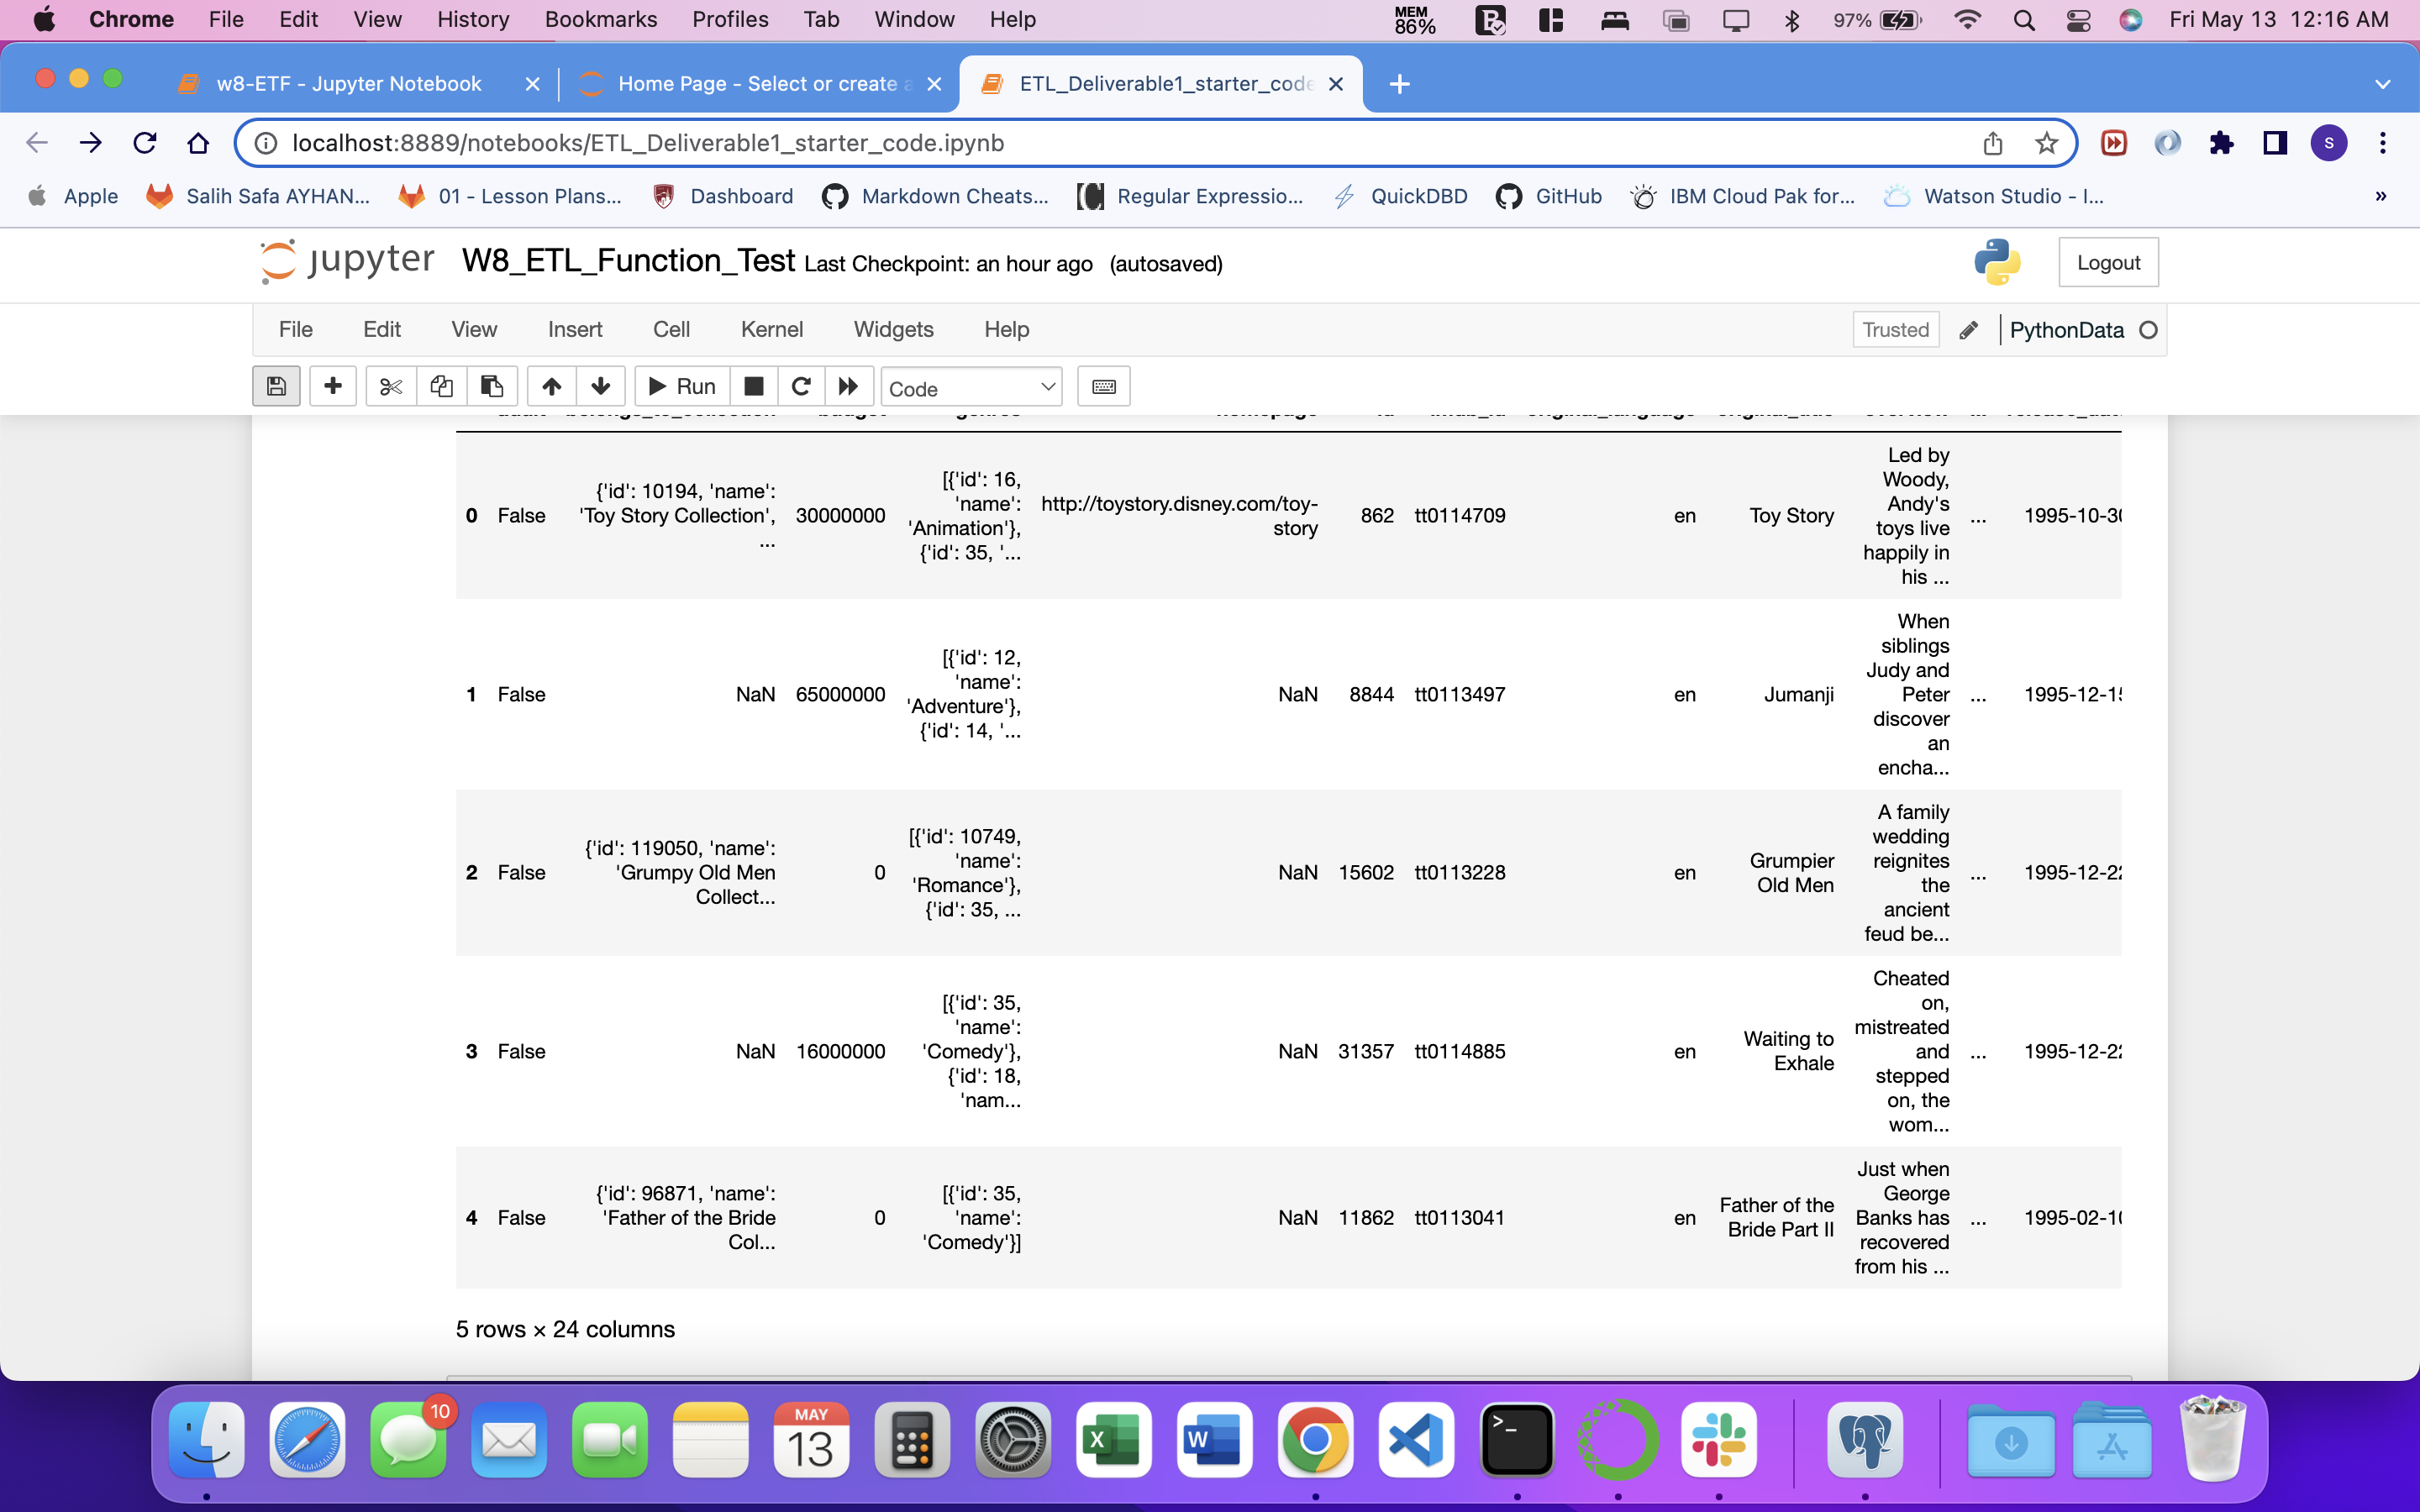 Chrome File Edit View History Bookmarks Profiles Tab Window Help MEM 86% 97% Fri May 13 12:16 AM
w8-ETF - Jupyter Notebook Home Page - Select or create a ETL_Deliverable1_starter_code
localhost:8889/notebooks/ETL_Deliverable1_starter_code.ipynb S
Apple Salih Safa AYHAN... 01 - Lesson Plans... Dashboard Markdown Cheats... Regular Expressio... QuickDBD GitHub IBM Cloud Pak for... Watson Studio - I... »
jupyter W8_ETL_Function_Test Last Checkpoint: an hour ago (autosaved) Logout
File Edit View Insert Cell Kernel Widgets Help Trusted PythonData
Run Code
0 False {'id': 10194, 'name': 'Toy Story Collection', ... 30000000 [{'id': 16, 'name': 'Animation'}, {'id': 35, '... http://toystory.disney.com/toy-story 862 tt0114709 en Toy Story Led by Woody, Andy's toys live happily in his ... ... 1995-10-30
1 False NaN 65000000 [{'id': 12, 'name': 'Adventure'}, {'id': 14, '... NaN 8844 tt0113497 en Jumanji When siblings Judy and Peter discover an encha... ... 1995-12-15
2 False {'id': 119050, 'name': 'Grumpy Old Men Collect... 0 [{'id': 10749, 'name': 'Romance'}, {'id': 35, ... NaN 15602 tt0113228 en Grumpier Old Men A family wedding reignites the ancient feud be... ... 1995-12-22
3 False NaN 16000000 [{'id': 35, 'name': 'Comedy'}, {'id': 18, 'nam... NaN 31357 tt0114885 en Waiting to Exhale Cheated on, mistreated and stepped on, the wom... ... 1995-12-22
4 False {'id': 96871, 'name': 'Father of the Bride Col... 0 [{'id': 35, 'name': 'Comedy'}] NaN 11862 tt0113041 en Father of the Bride Part II Just when George Banks has recovered from his ... ... 1995-02-10
5 rows × 24 columns
10 MAY 13